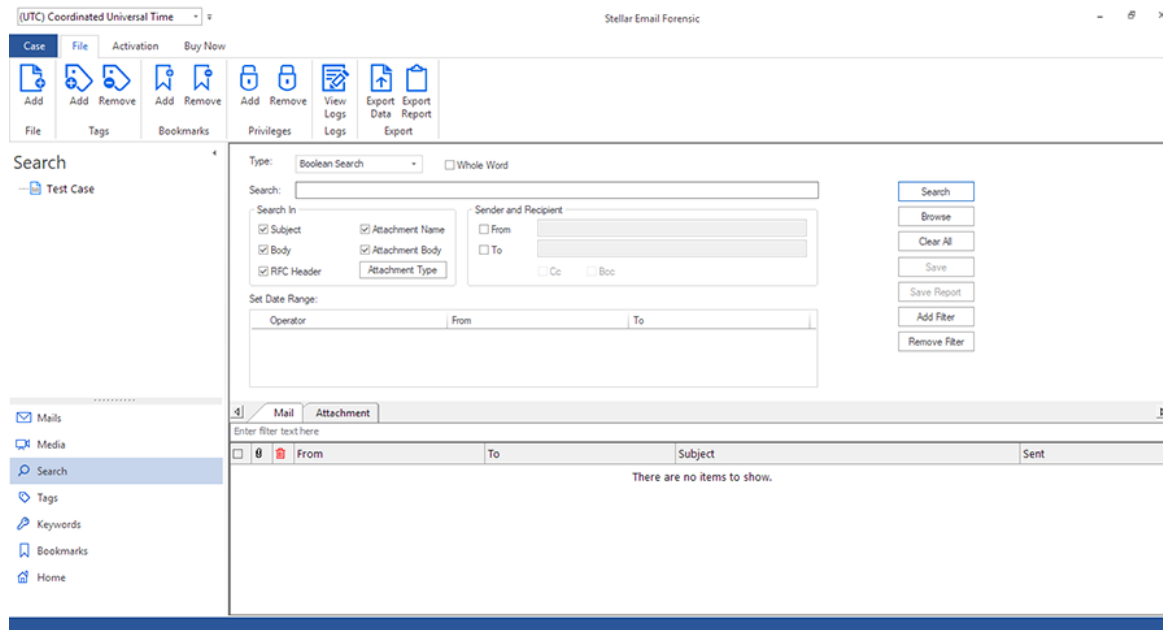 (UTC) Coordinated Universal Time
Stellar Email Forensic
Case File Activation Buy Now
Add Add Remove Add Remove Add Remove View Logs Export Data Export Report
File Tags Bookmarks Privileges Logs Export
Search
Test Case
Type: Boolean Search Whole Word
Search: Search
Browse
Search In Sender and Recipient
Subject Attachment Name From
Body Attachment Body To
Clear All
RFC Header Attachment Type Cc Bcc
Save
Save Report
Set Date Range:
Operator From To
Add Filter
Remove Filter
Mails
Media
Search
Tags
Keywords
Bookmarks
Home
Mail Attachment
Enter filter text here
From To Subject Sent
There are no items to show.